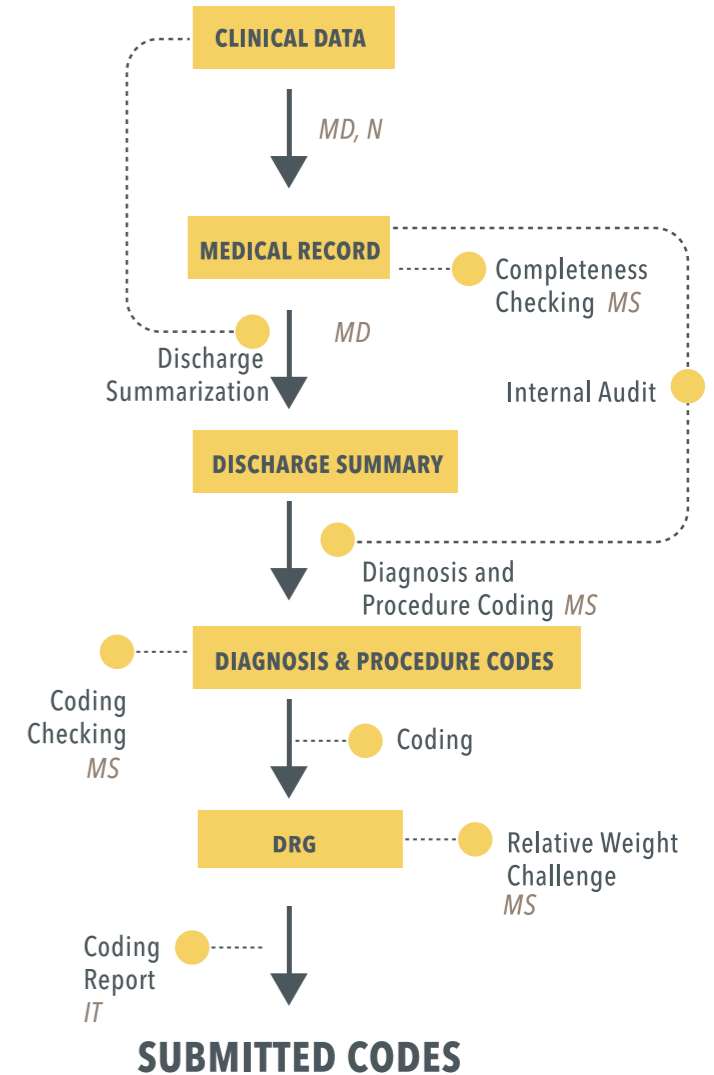 CLINICAL DATA
MD, N
MEDICAL RECORD
Completeness
Checking MS
MD
Discharge
Summarization
Internal Audit
DISCHARGE SUMMARY
Diagnosis and
Procedure Coding MS
DIAGNOSIS & PROCEDURE CODES
Coding
Checking
MS
Coding
DRG
Relative Weight
Challenge
MS
Coding
Report
IT
SUBMITTED CODES